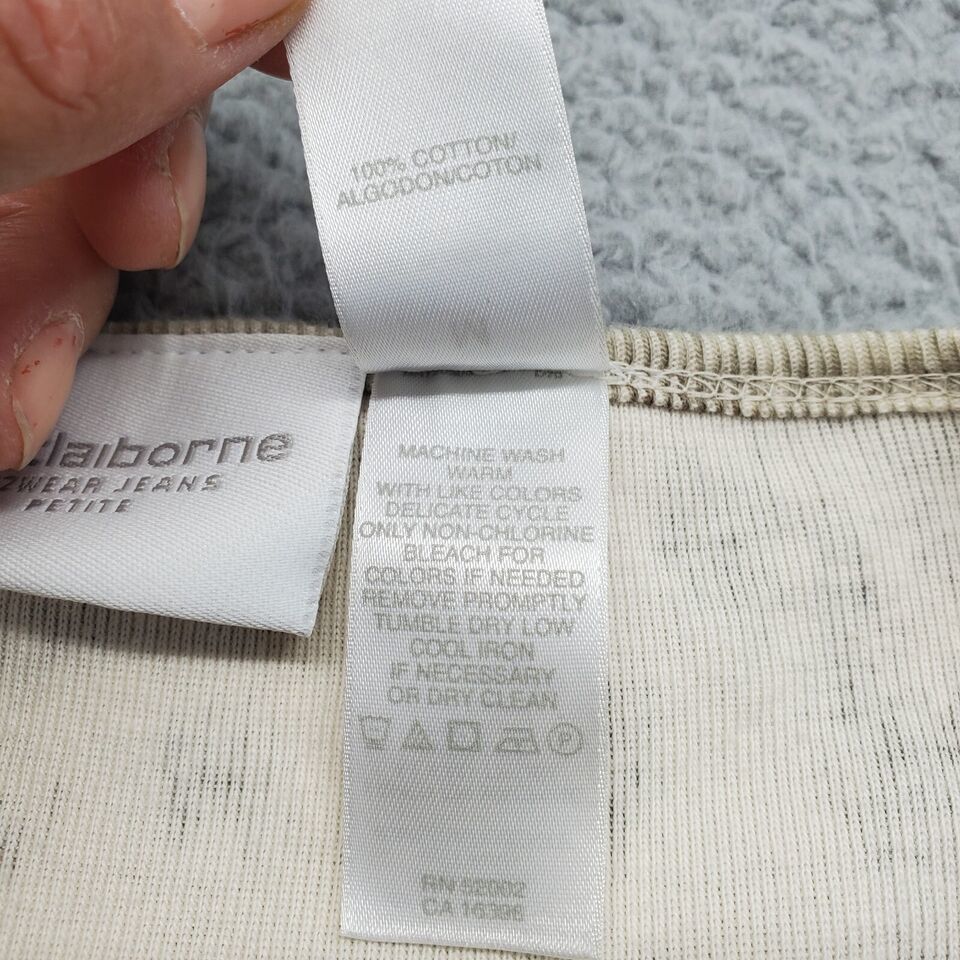 100% COTTON/
ALGODON/COTON
claiborne
ZWEAR JEANS
PETITE
MACHINE WASH
WARM
WITH LIKE COLORS
DELICATE CYCLE
ONLY NON-CHLORINE
BLEACH FOR
COLORS IF NEEDED
REMOVE PROMPTLY
TUMBLE DRY LOW
COOL IRON
IF NECESSARY
OR DRY CLEAN
P
RN 52002
CA